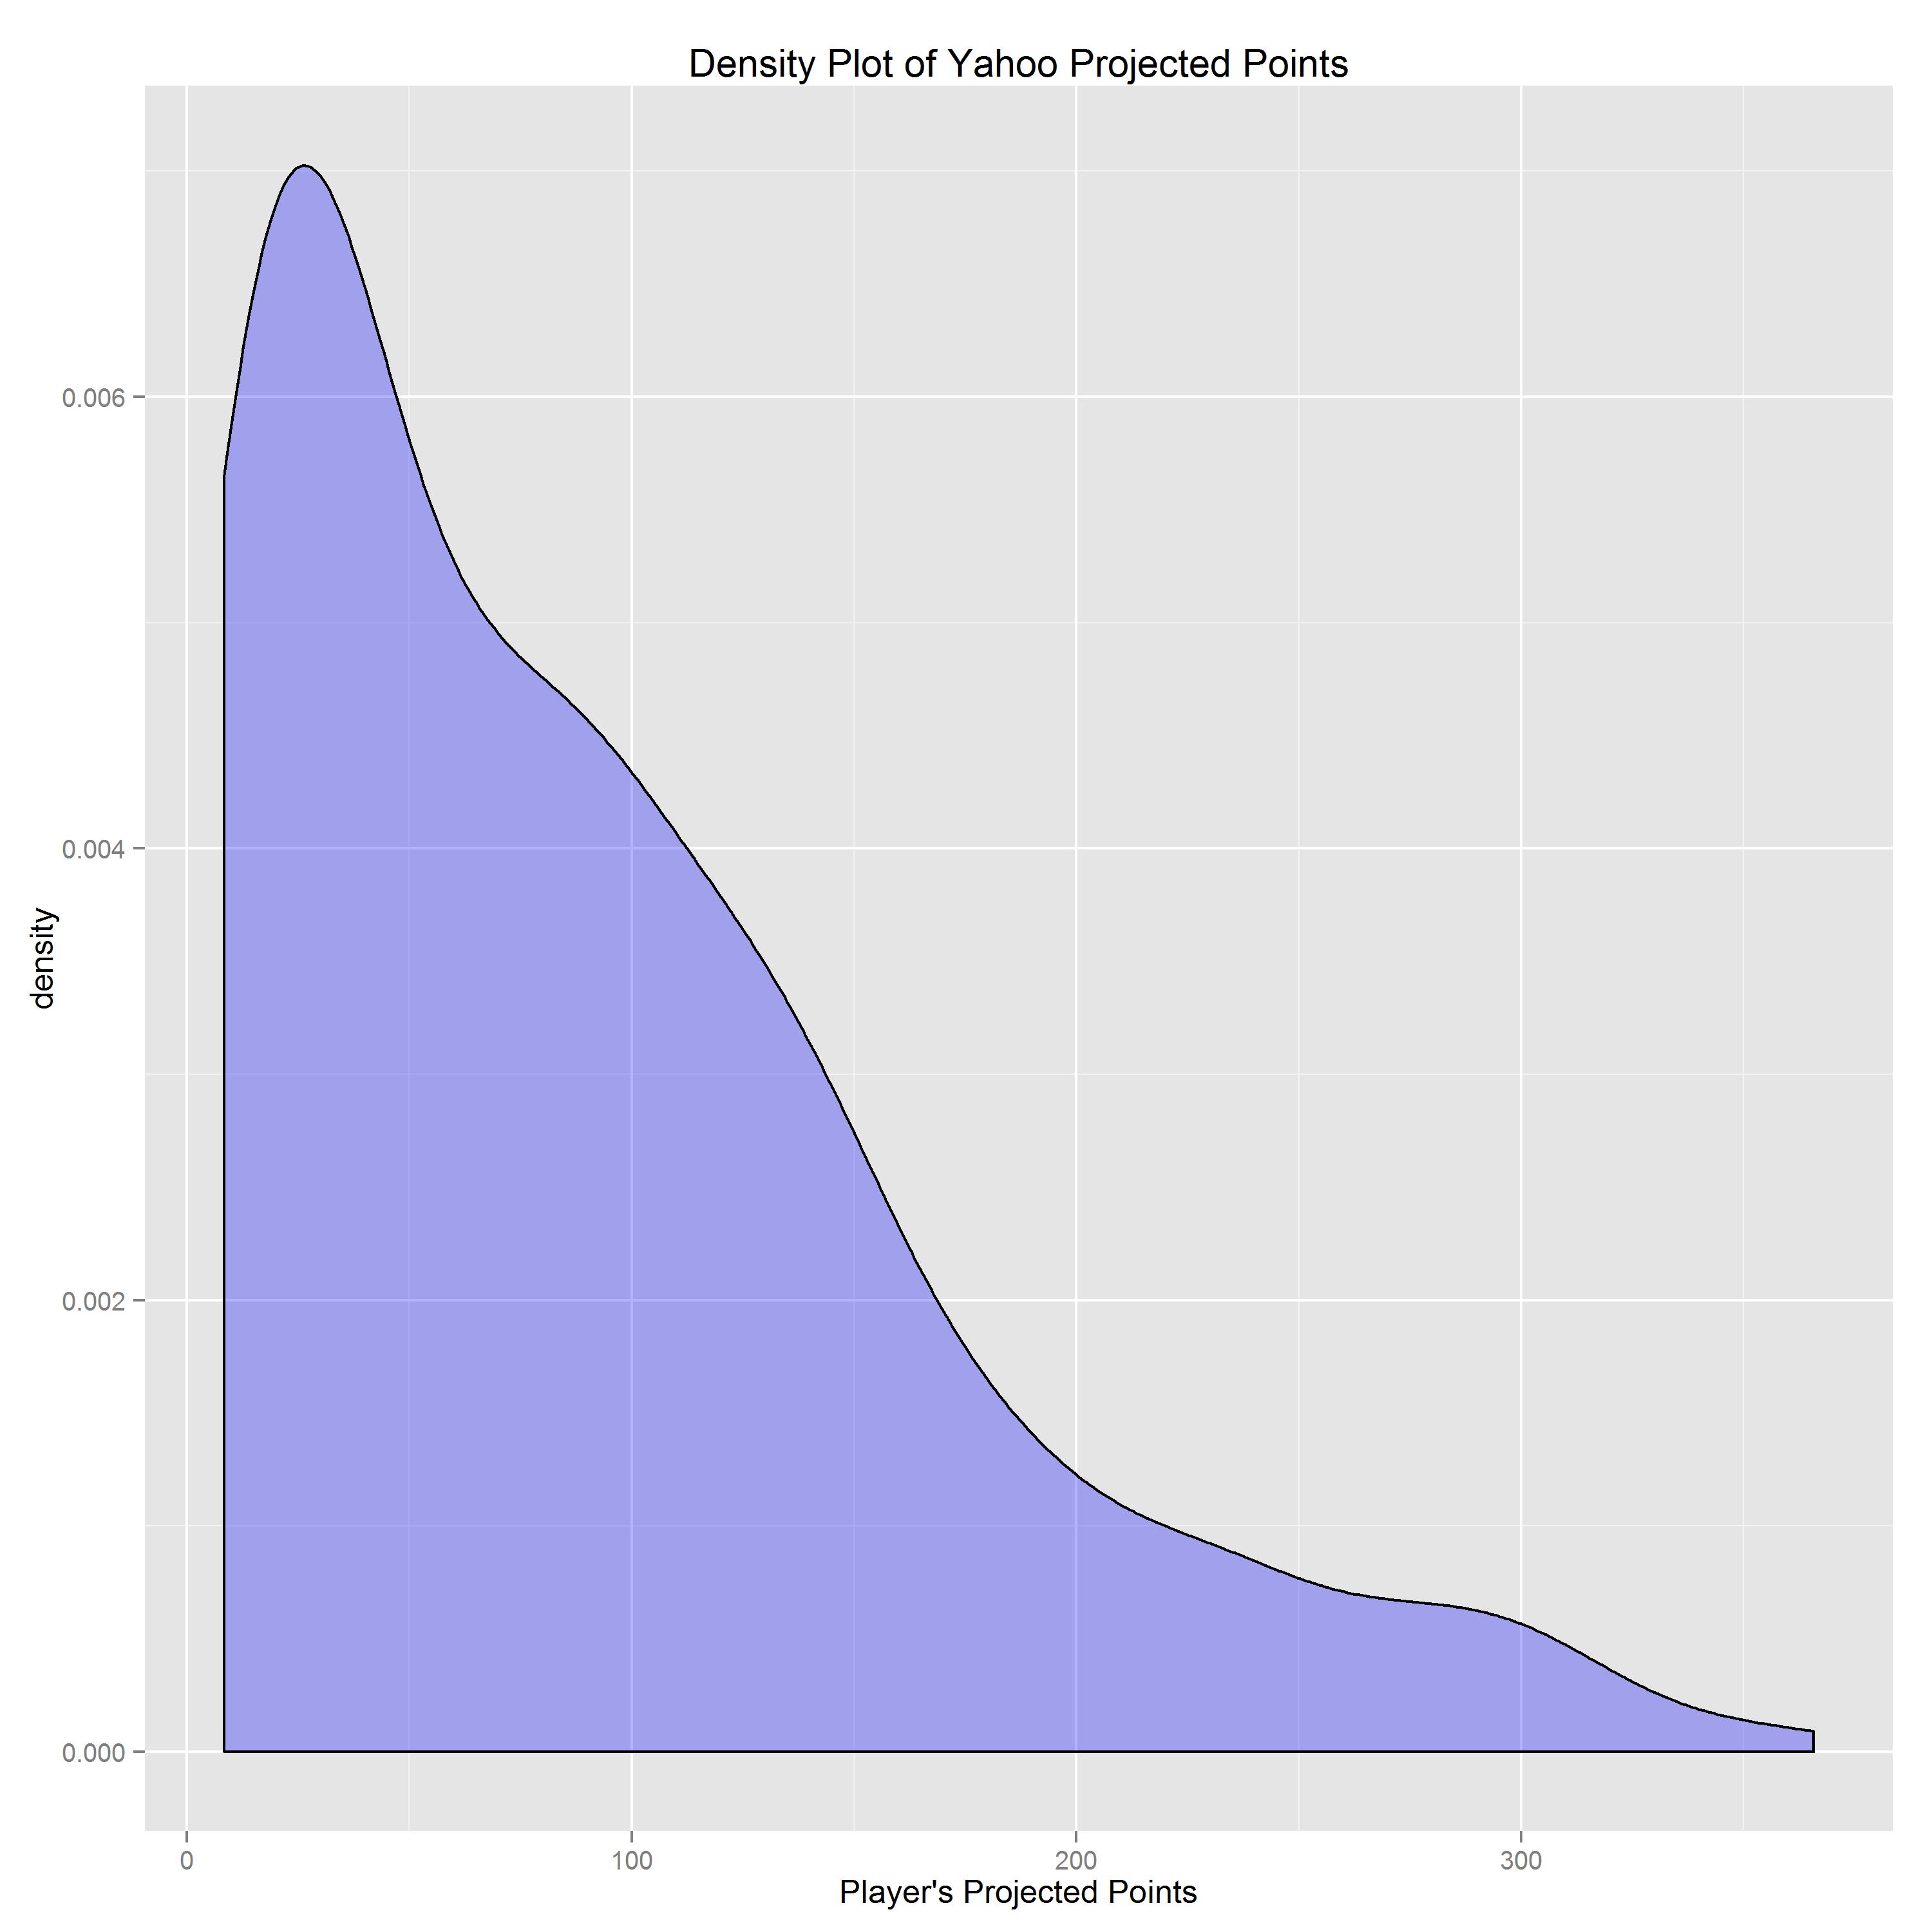 Density Plot of Yahoo Projected Points
density
0.006
0.004
0.002
0.000
0 100 200 300
Player's Projected Points